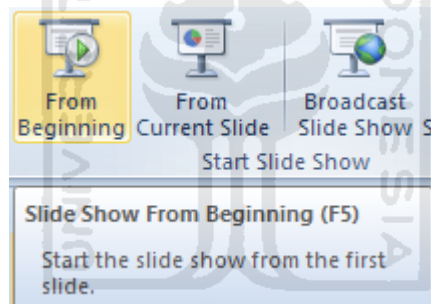 From From Broadcast
Beginning Current Slide Slide Show S
Start Slide Show
Slide Show From Beginning (F5)
Start the slide show from the first
slide.